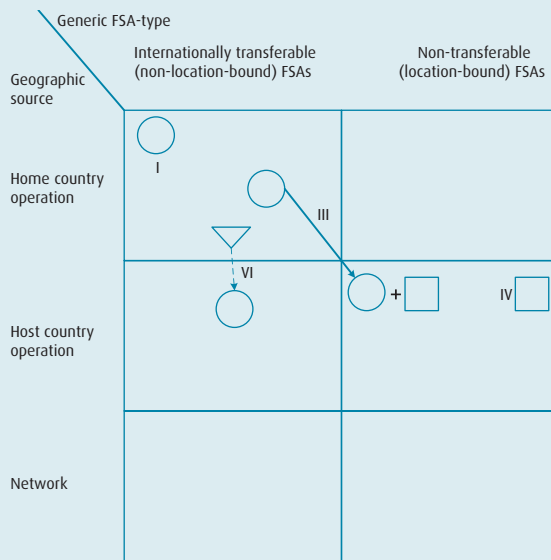 Generic FSA-type
Internationally transferable
(non-location-bound) FSAs
Non-transferable
(location-bound) FSAs
Geographic
source
Home country
operation
I
III
VI
+
IV
Host country
operation
Network